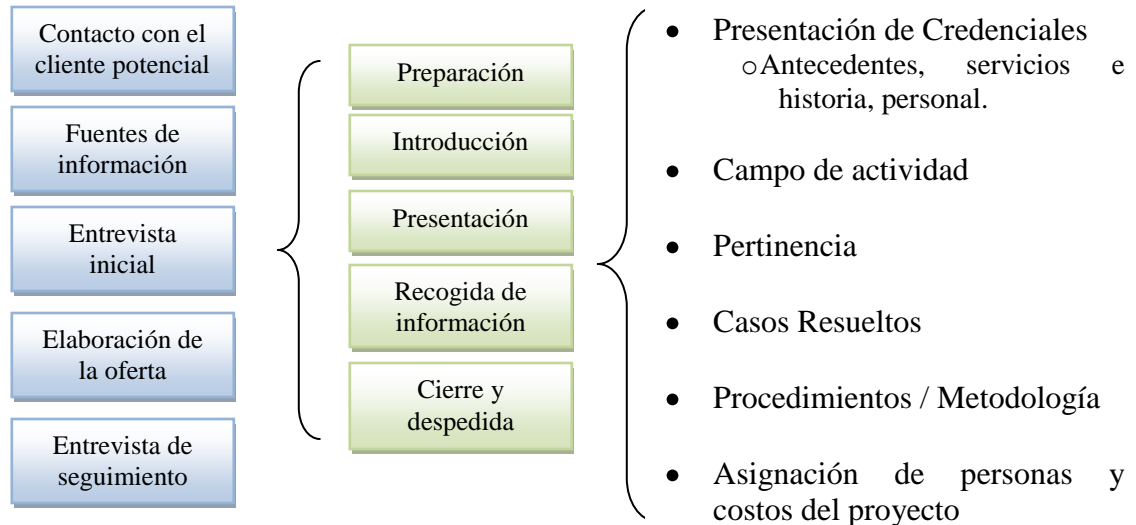 Contacto con el
cliente potencial
Fuentes de
información
Entrevista
inicial
Elaboración de
la oferta
Entrevista de
seguimiento
Preparación
Introducción
Presentación
Recogida de
información
Cierre y
despedida
• Presentación de Credenciales
o Antecedentes, servicios e
historia, personal.
• Campo de actividad
• Pertinencia
• Casos Resueltos
• Procedimientos / Metodología
• Asignación de personas y
costos del proyecto